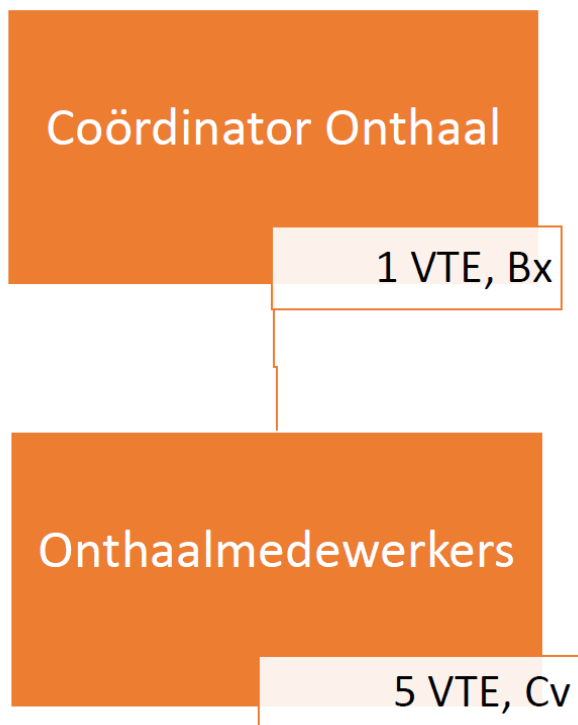 Coördinator Onthaal
1 VTE, Bx
Onthaalmedewerkers
5 VTE, Cv